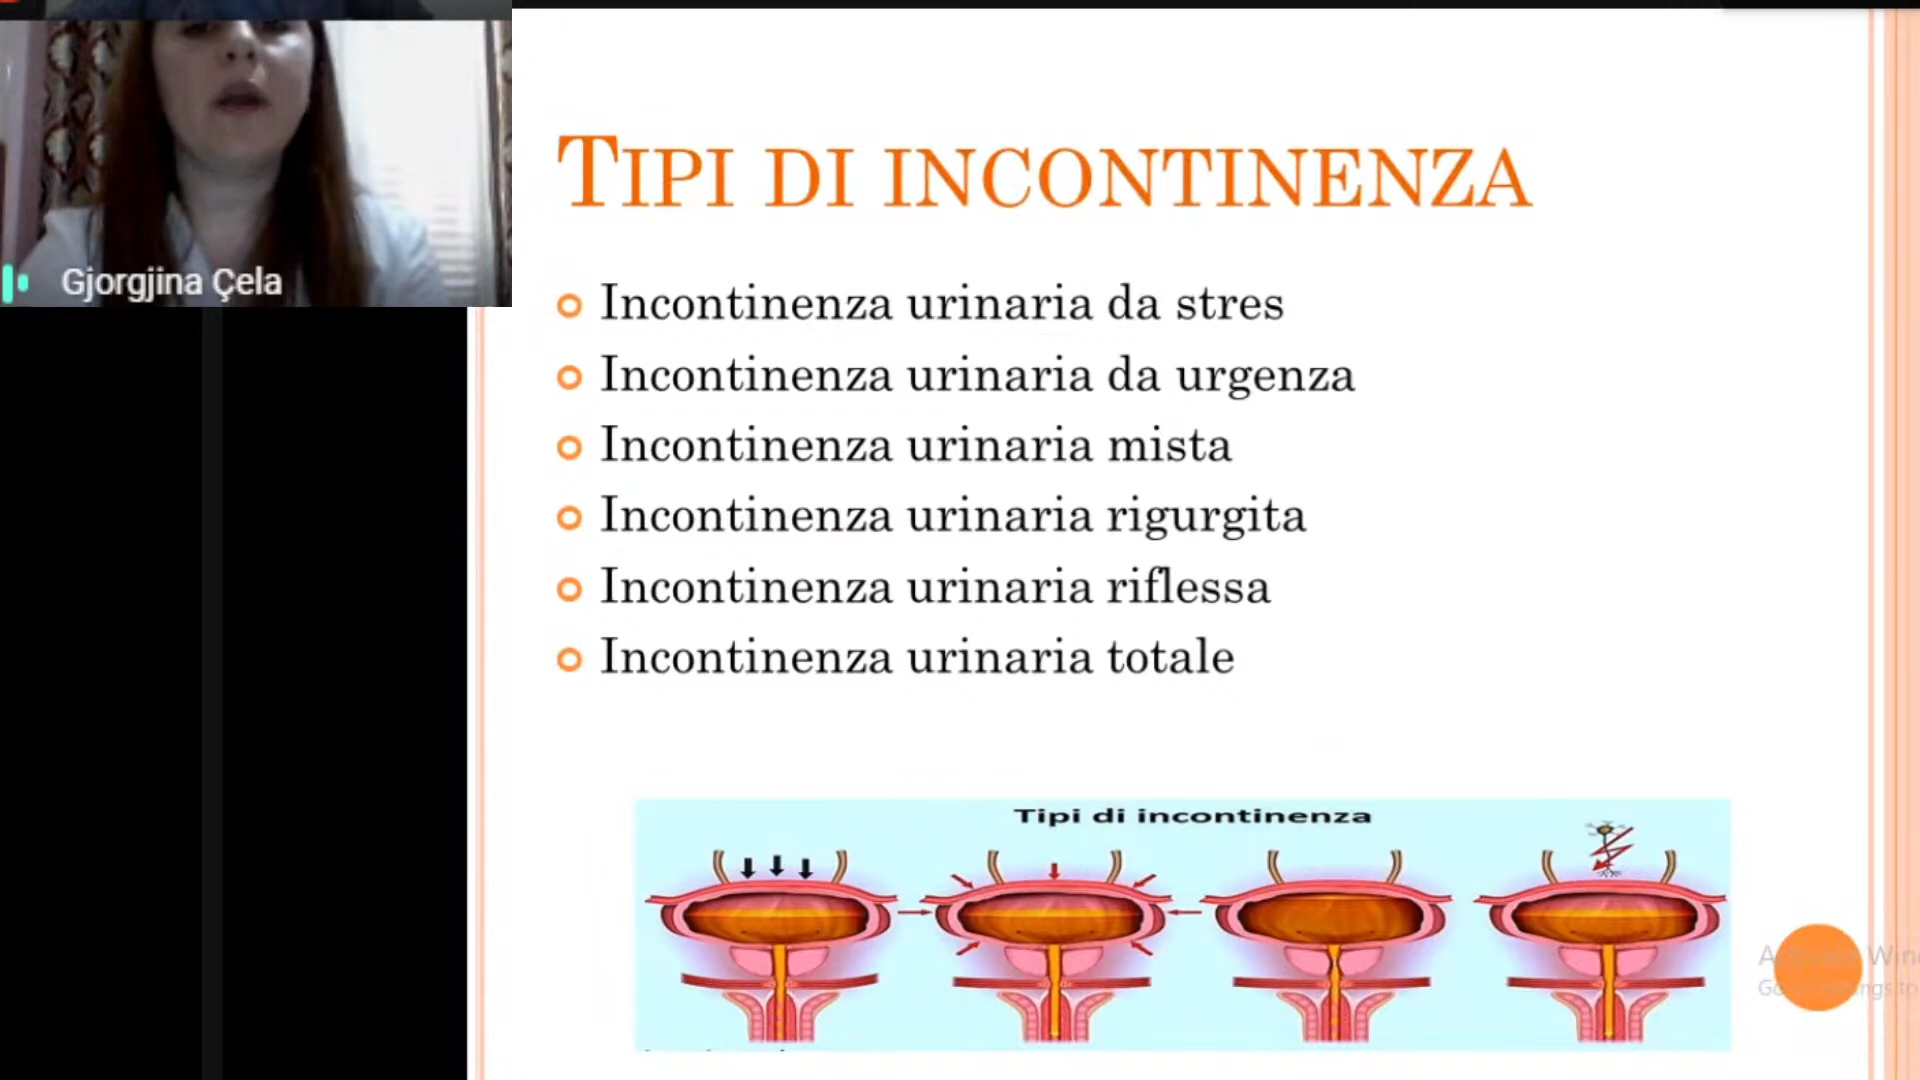 Gjorgjina Çela
TIPI DI INCONTINENZA
Incontinenza urinaria da stres
Incontinenza urinaria da urgenza
Incontinenza urinaria mista
Incontinenza urinaria rigurgita
Incontinenza urinaria riflessa
Incontinenza urinaria totale
Tipi di incontinenza